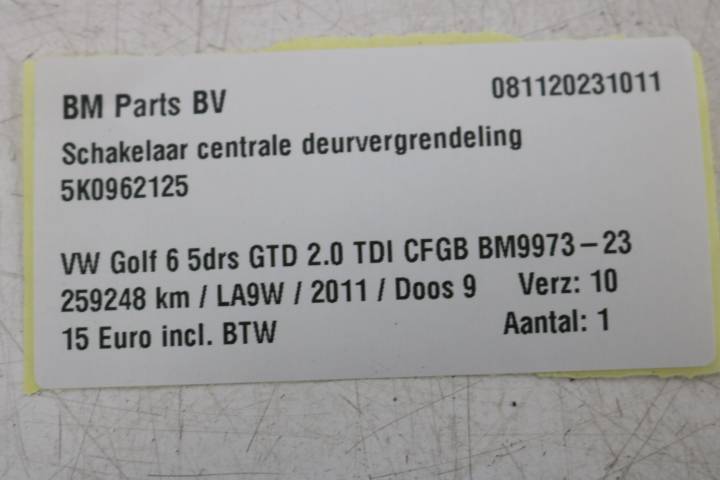 BM Parts BV 081120231011
Schakelaar centrale deurvergrendeling
5K0962125
VW Golf 6 5drs GTD 2.0 TDI CFGB BM9973-23
259248 km / LA9W / 2011 / Doos 9 Verz: 10
15 Euro incl. BTW Aantal: 1